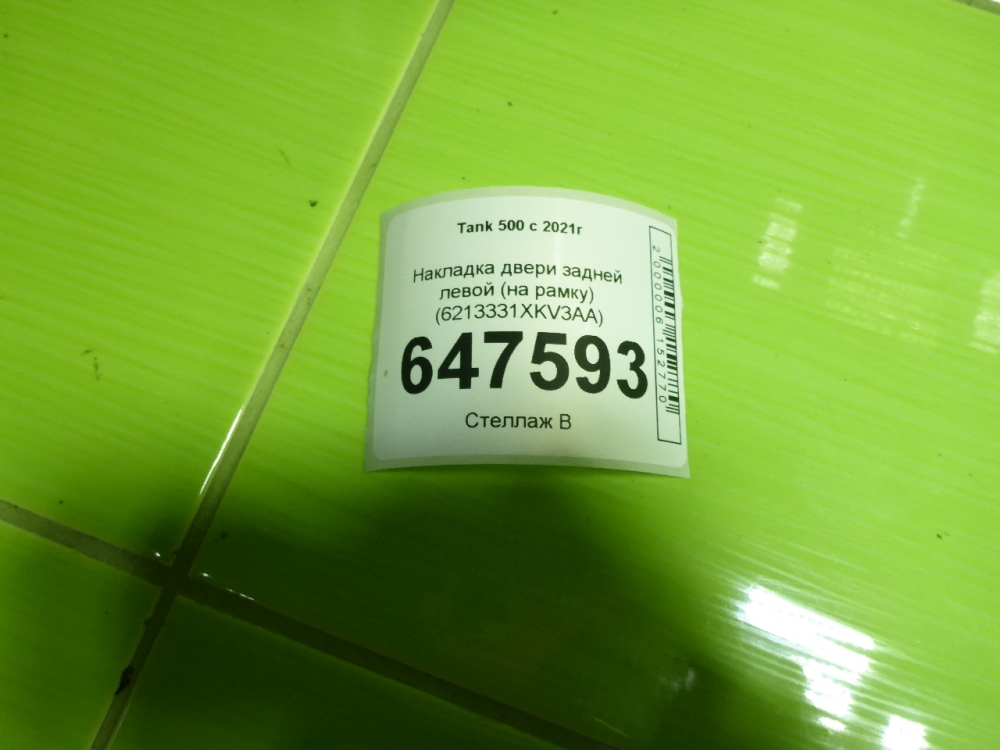 Tank 500 с 2021г
Накладка двери задней
левой (на рамку)
(6213331XKV3AA)
647593
Стеллаж В
2000006152770